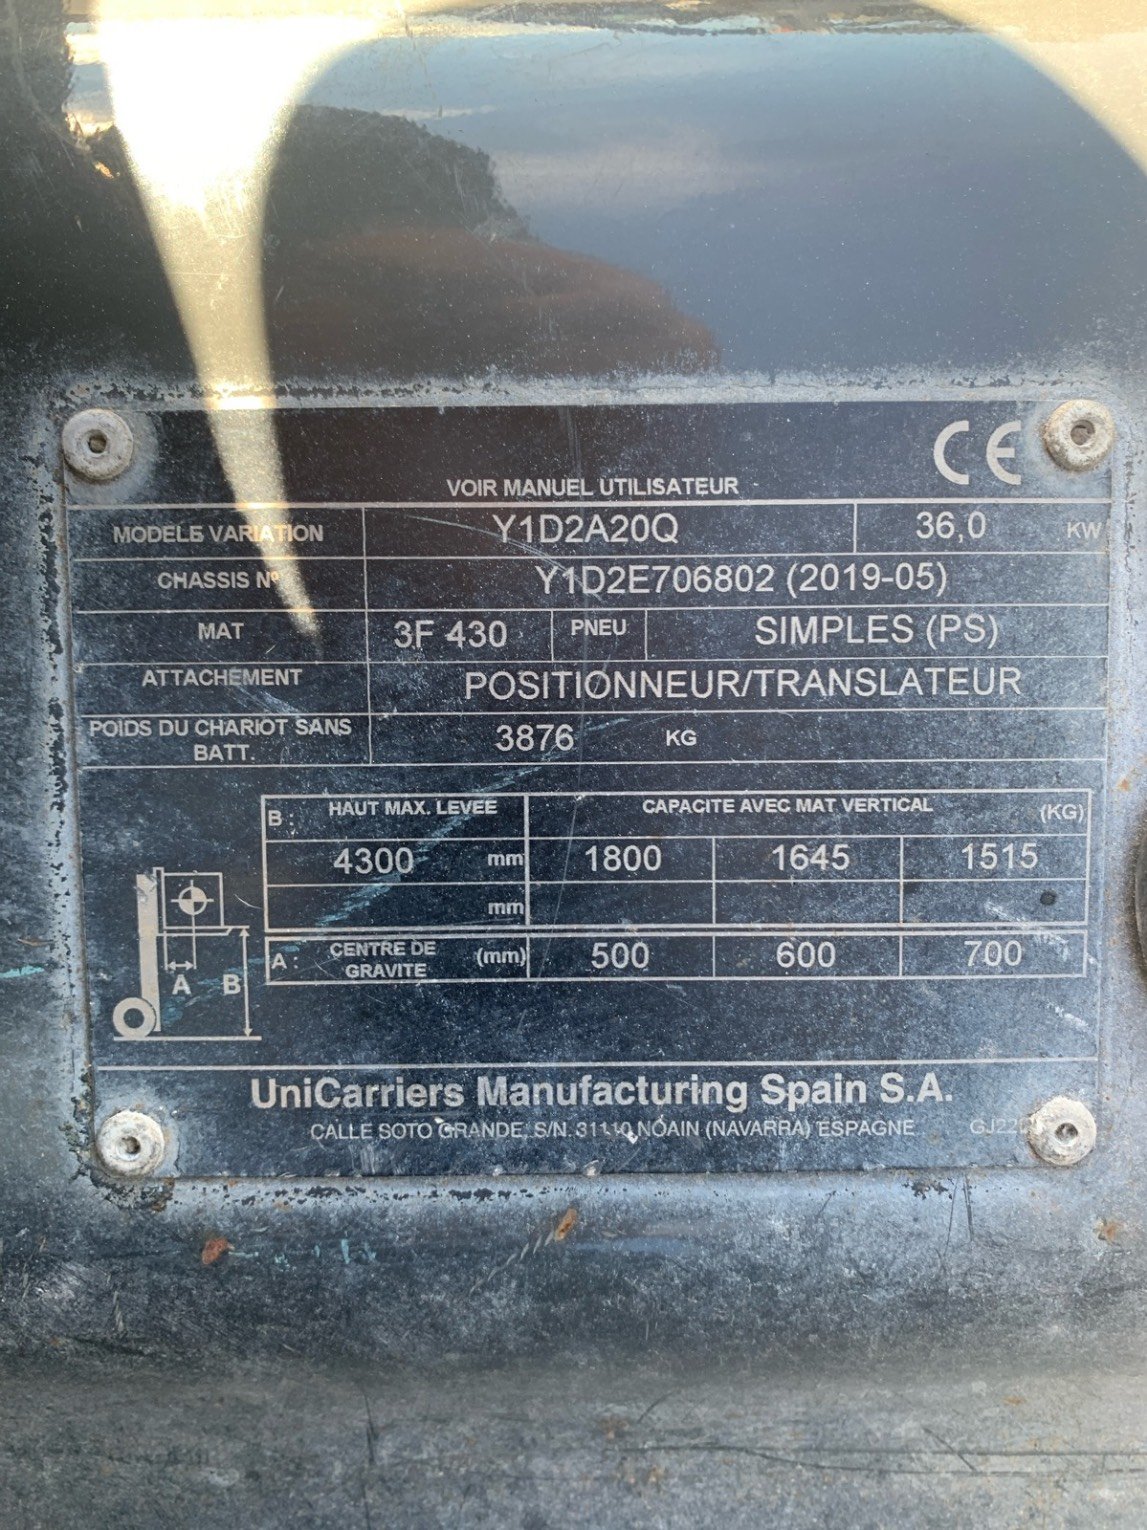 CE
VOIR MANUEL UTILISATEUR
MODELE VARIATION Y1D2A20Q 36,0 KW
CHASSIS Nº Y1D2E706802 (2019-05)
MAT 3F 430 PNEU SIMPLES (PS)
ATTACHEMENT POSITIONNEUR/TRANSLATEUR
POIDS DU CHARIOT SANS
BATT. 3876 KG
B : HAUT MAX. LEVEE CAPACITE AVEC MAT VERTICAL (KG)
4300 mm 1800 1645 1515
mm
A : CENTRE DE
GRAVITE (mm) 500 600 700
A B
UniCarriers Manufacturing Spain S.A.
CALLE SOTO GRANDE, S/N. 31110 NOAIN (NAVARRA) ESPAGNE